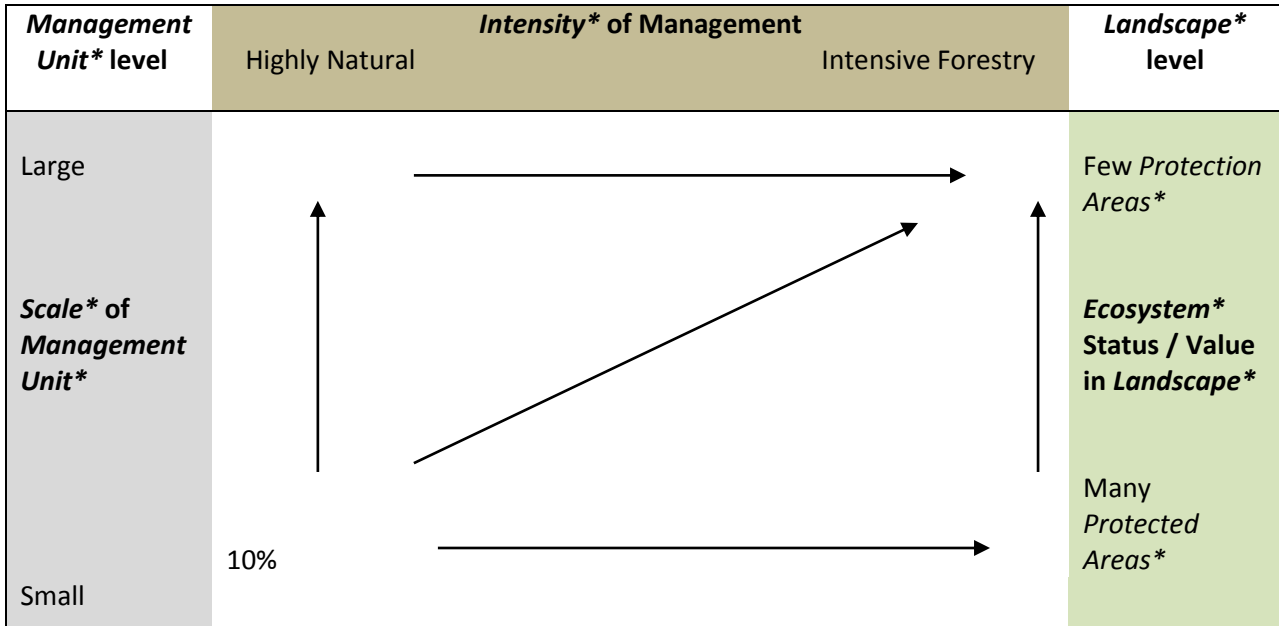 Management Unit* level
Intensity* of Management
Highly Natural Intensive Forestry
Landscape* level
Large
Few Protection Areas*
Scale* of Management Unit*
Ecosystem* Status / Value in Landscape*
10%
Many Protected Areas*
Small